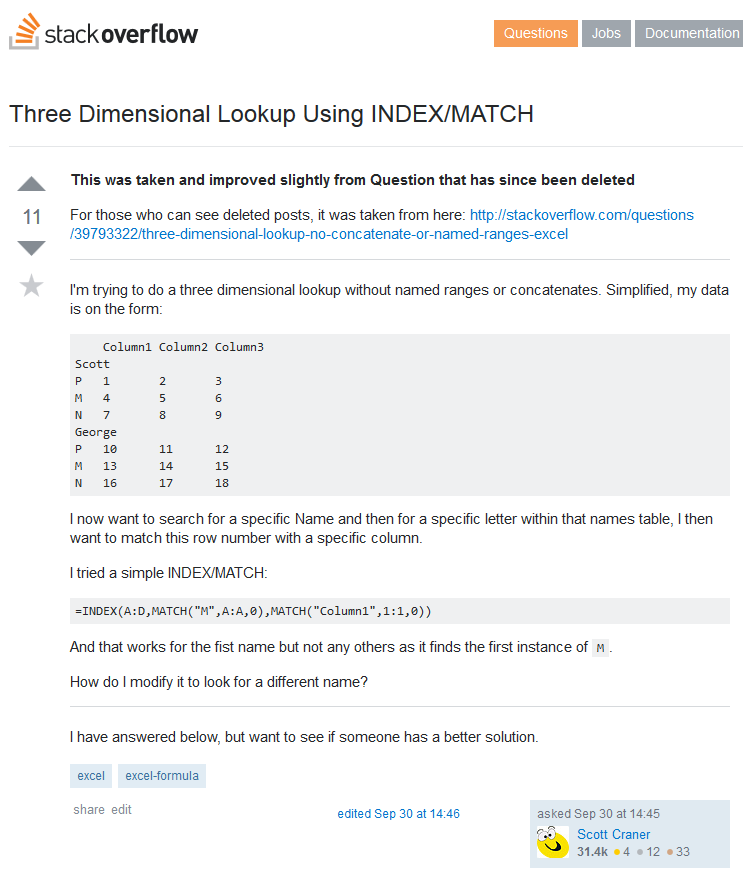 stackoverflow
Questions Jobs Documentation
Three Dimensional Lookup Using INDEX/MATCH
This was taken and improved slightly from Question that has since been deleted
11
For those who can see deleted posts, it was taken from here: http://stackoverflow.com/questions
/39793322/three-dimensional-lookup-no-concatenate-or-named-ranges-excel
I'm trying to do a three dimensional lookup without named ranges or concatenates. Simplified, my data
is on the form:
Column1 Column2 Column3
Scott
P 1 2 3
M 4 5 6
N 7 8 9
George
P 10 11 12
M 13 14 15
N 16 17 18
I now want to search for a specific Name and then for a specific letter within that names table, I then
want to match this row number with a specific column.
I tried a simple INDEX/MATCH:
=INDEX(A:D,MATCH("M",A:A,0),MATCH("Column1",1:1,0))
And that works for the fist name but not any others as it finds the first instance of M.
How do I modify it to look for a different name?
I have answered below, but want to see if someone has a better solution.
excel excel-formula
share edit
edited Sep 30 at 14:46
asked Sep 30 at 14:45
Scott Craner
31.4k 4 12 33